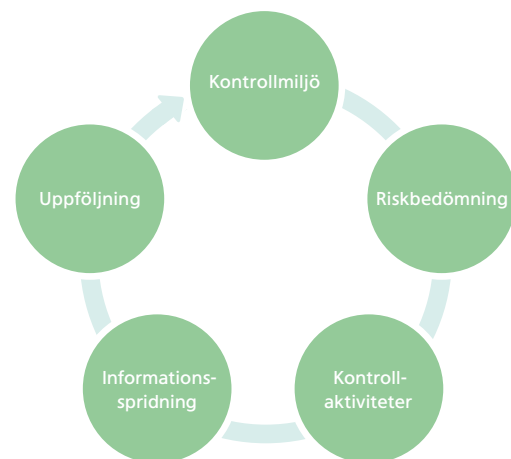 Kontrollmiljö
Riskbedömning
Kontroll-
aktiviteter
Informations-
spridning
Uppföljning